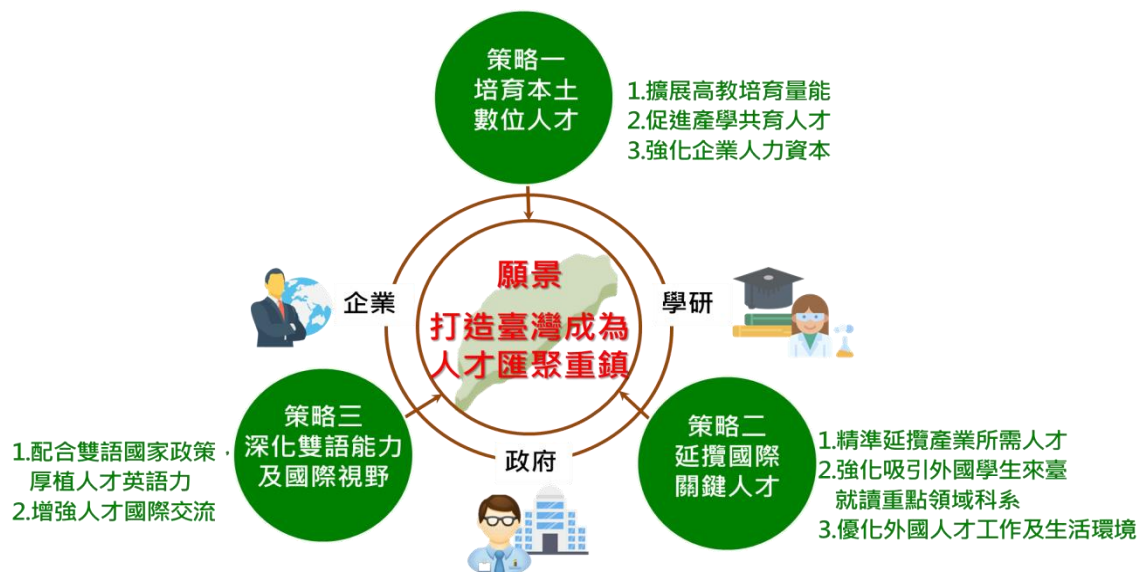 策略一
培育本土
數位人才
1.擴展高教培育量能
2.促進產學共育人才
3.強化企業人力資本
願景
打造臺灣成為
人才匯聚重鎮
企業
學研
政府
策略二
延攬國際
關鍵人才
1.精準延攬產業所需人才
2.強化吸引外國學生來臺
就讀重點領域科系
3.優化外國人才工作及生活環境
策略三
深化雙語能力
及國際視野
1.配合雙語國家政策
厚植人才英語力
2.增強人才國際交流